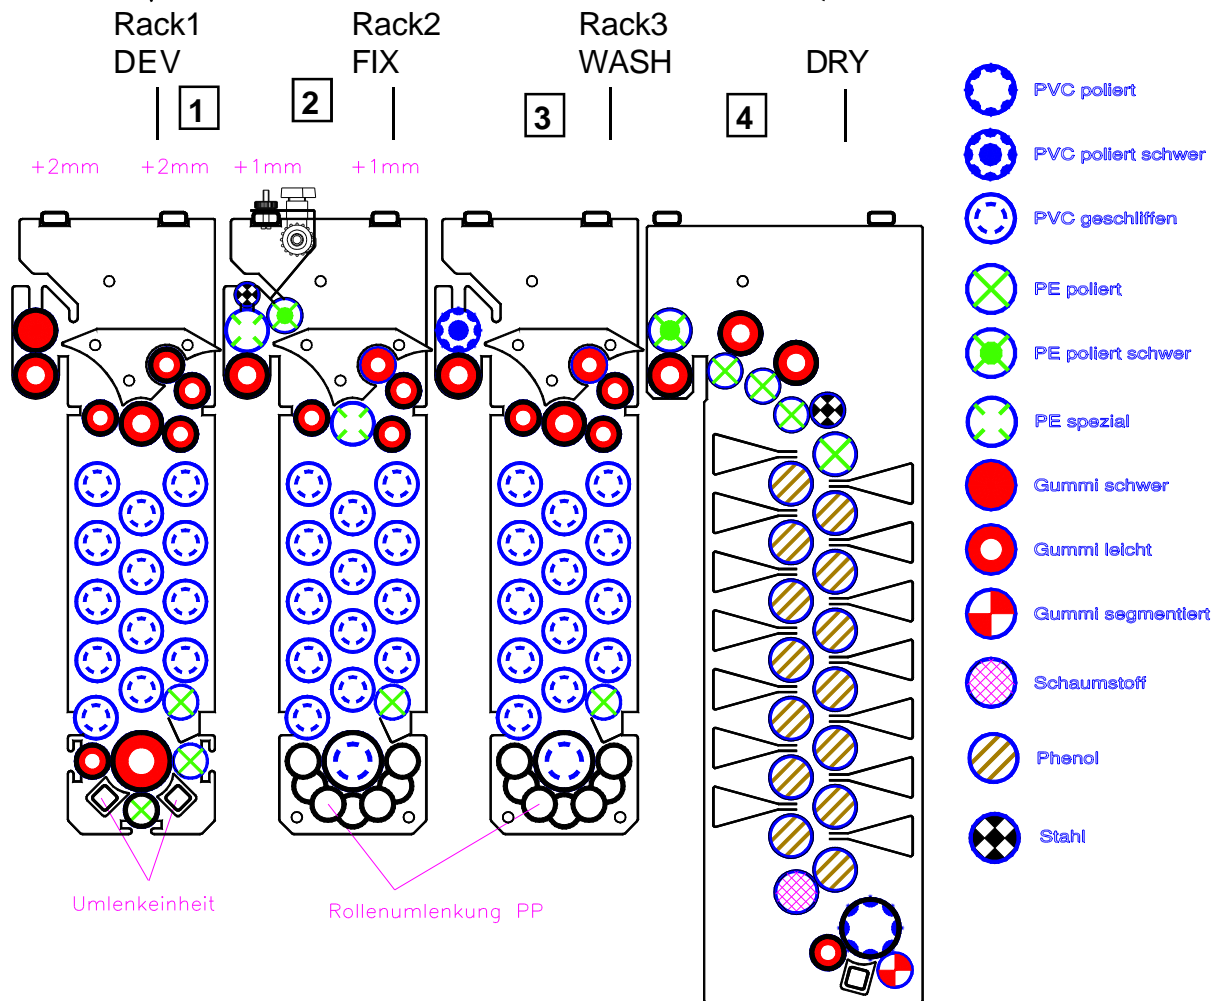 Rack1 Rack2 Rack3
DEV FIX WASH DRY
1 2 3 4
+2mm +2mm +1mm +1mm
PVC poliert
PVC poliert schwer
PVC geschliffen
PE poliert
PE poliert schwer
PE spezial
Gummi schwer
Gummi leicht
Gummi segmentiert
Schaumstoff
Phenol
Stahl
Umlenkeinheit
Rollenumlenkung PP